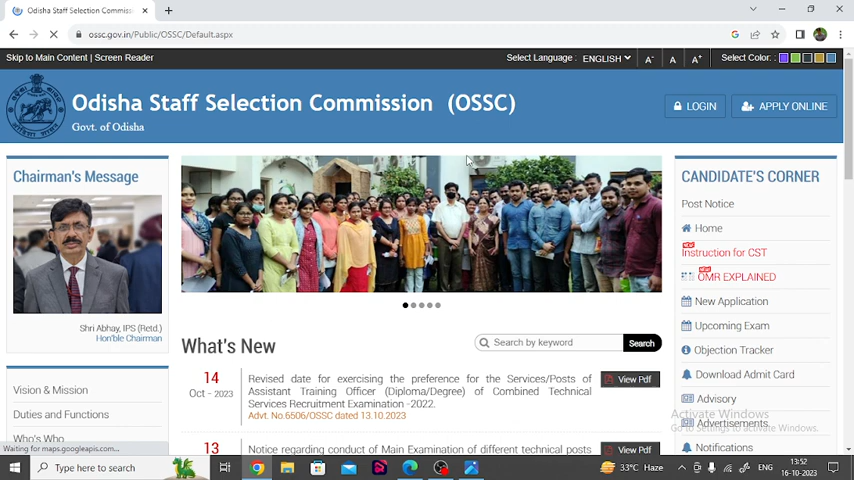 Odisha Staff Selection Commiss
ossc.gov.in/Public/OSSC/Default.aspx
Skip to Main Content | Screen Reader
Select Language : ENGLISH A- A A+ Select Color:
Odisha Staff Selection Commission (OSSC)
Govt. of Odisha
LOGIN
APPLY ONLINE
Chairman's Message
Shri Abhay, IPS (Retd.)
Hon'ble Chairman
Vision & Mission
Duties and Functions
Who's Who
What's New
Search by keyword
Search
14
Oct - 2023
Revised date for exercising the preference for the Services/Posts of
Assistant Training Officer (Diploma/Degree) of Combined Technical
Services Recruitment Examination -2022.
Advt. No.6506/OSSC dated 13.10.2023
View Pdf
13
Notice regarding conduct of Main Examination of different technical posts
View Pdf
CANDIDATE'S CORNER
Post Notice
Home
NEW
Instruction for CST
NEW
OMR EXPLAINED
New Application
Upcoming Exam
Objection Tracker
Download Admit Card
Advisory
Advertisements
Notifications
Activate Windows
Go to Settings to activate Windows.
Waiting for maps.googleapis.com...
Type here to search
33°C Haze
ENG
13:52
16-10-2023